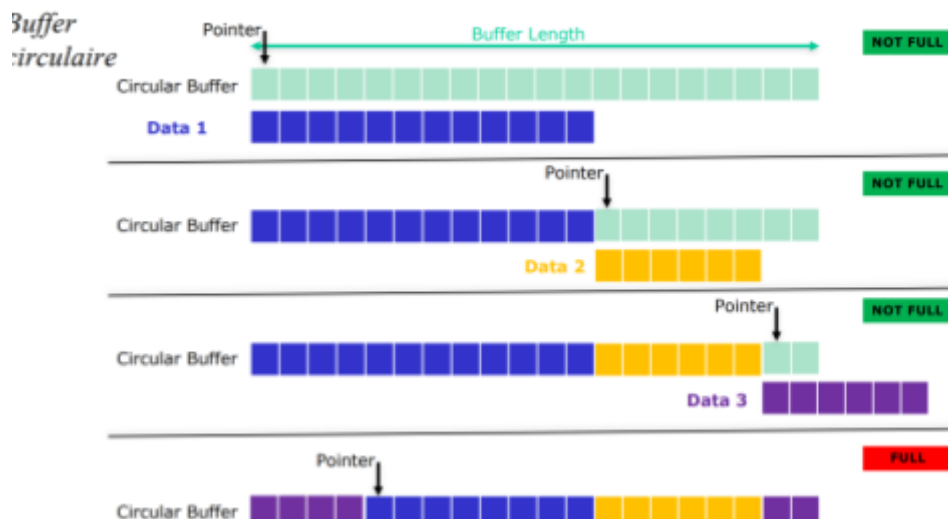 Buffer
circulaire
Pointer
Buffer Length
NOT FULL
Circular Buffer
Data 1
Pointer
NOT FULL
Circular Buffer
Data 2
Pointer
NOT FULL
Circular Buffer
Data 3
Pointer
FULL
Circular Buffer